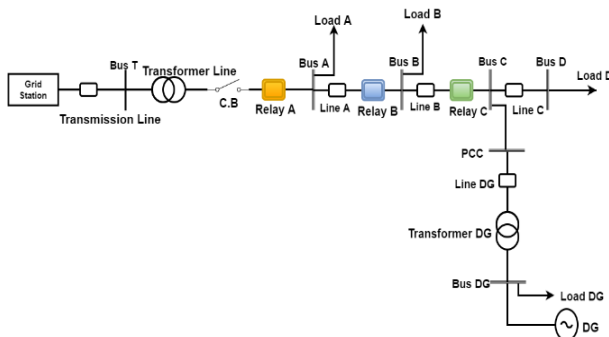 Load A
Load B
Bus T
Transformer Line
Bus A
Bus B
Bus C
Bus D
Grid
Station
Load D
C.B
Transmission Line
Relay A
Line A
Relay B
Line B
Relay C
Line C
PCC
Line DG
Transformer DG
Bus DG
Load DG
DG